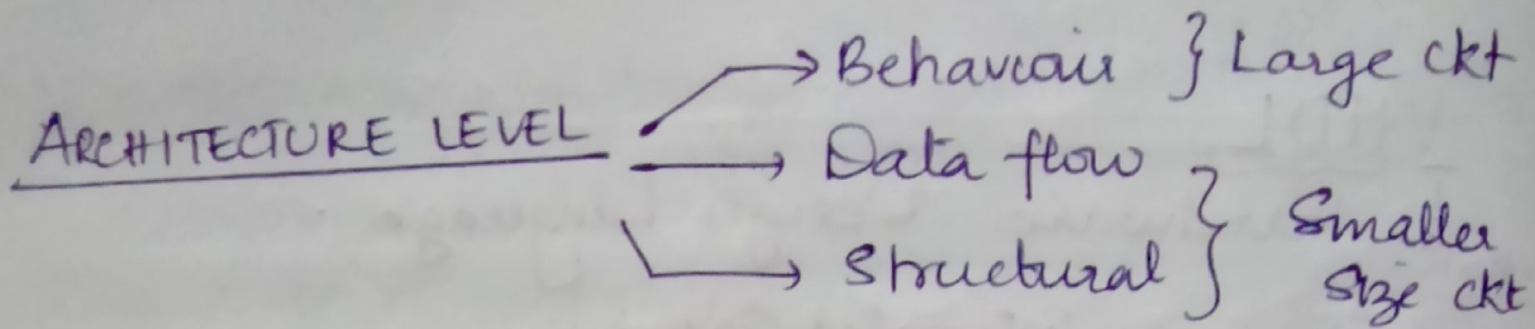 Behaviour } Large ckt
ARCHITECTURE LEVEL
Data flow
Smaller
Structural
Size ckt